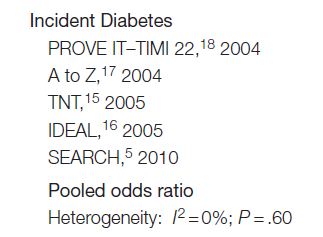 Incident Diabetes
PROVE IT–TIMI 22,18 2004
A to Z,17 2004
TNT,15 2005
IDEAL,16 2005
SEARCH,5 2010
Pooled odds ratio
Heterogeneity: I2=0%; P=.60